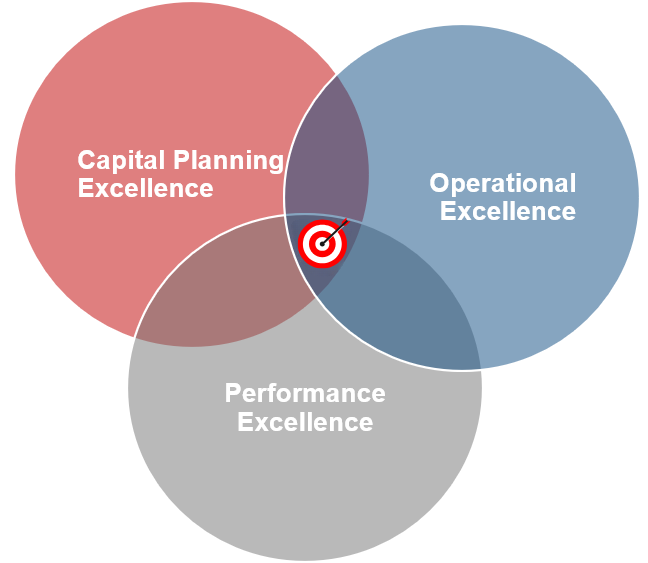 Capital Planning
Excellence
Operational
Excellence
Performance
Excellence